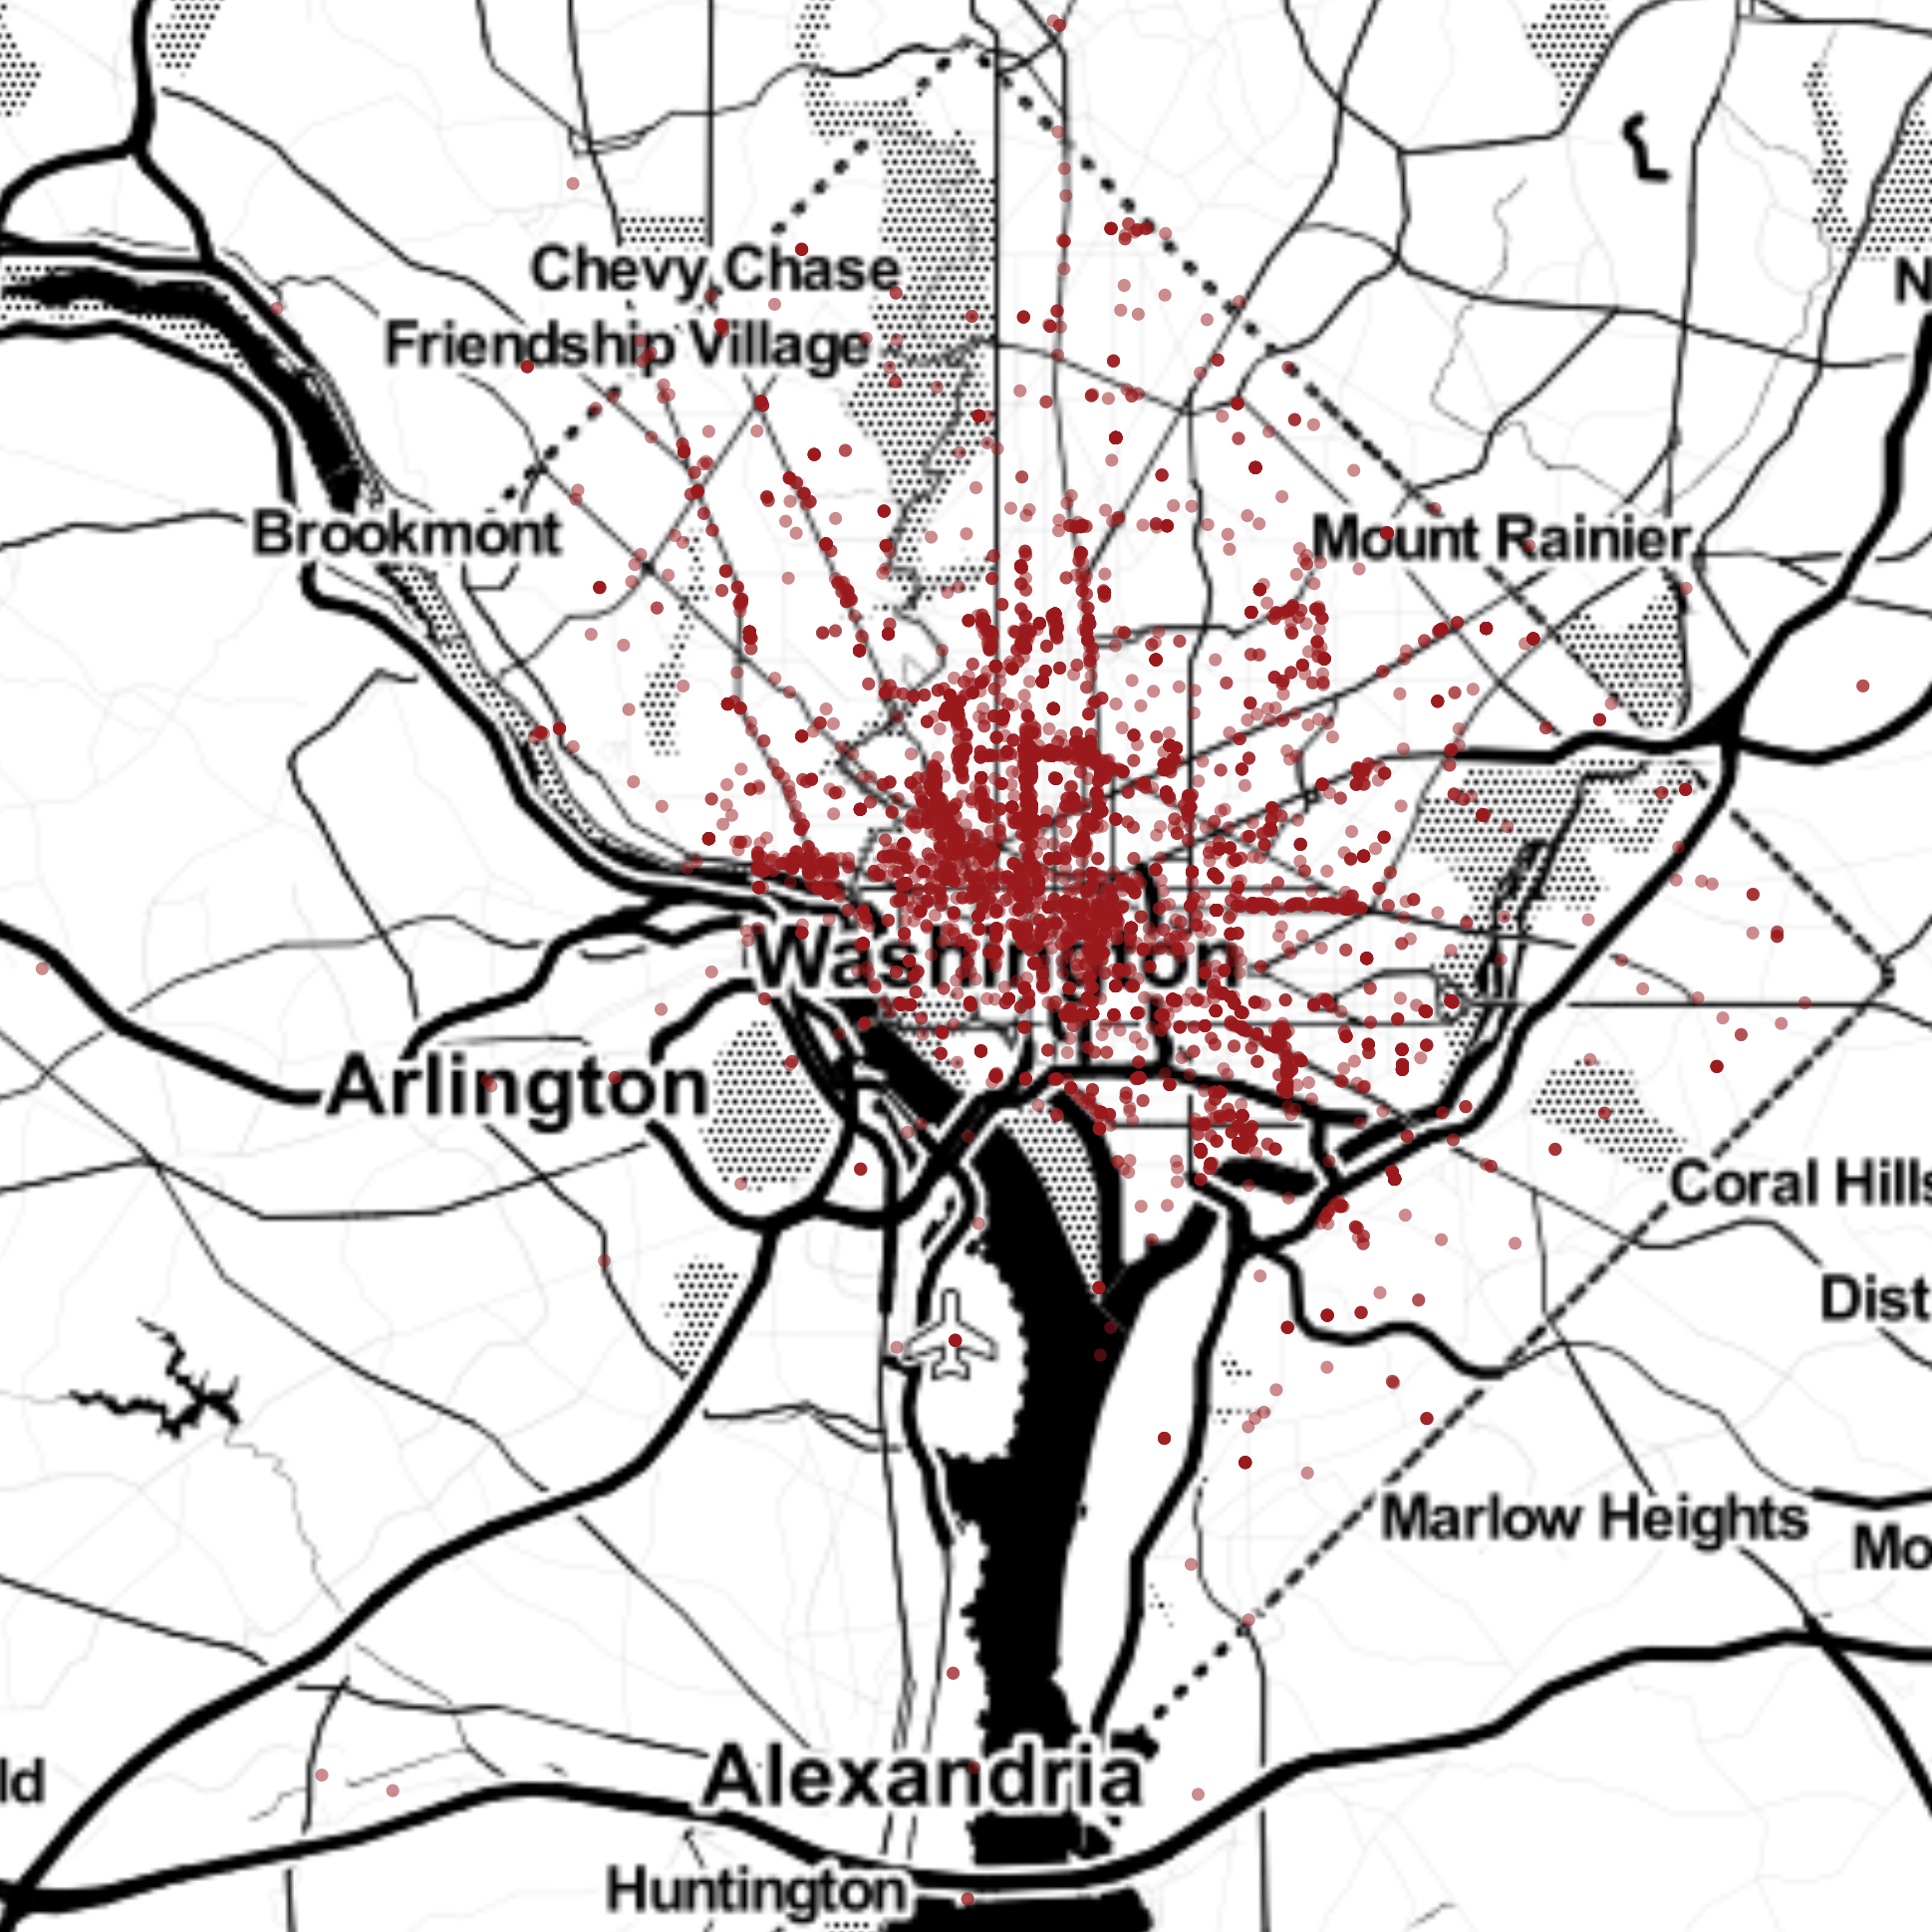 Chevy Chase
N
Friendship Village
Brookmont
Mount Rainier
Washington
Arlington
Coral Hills
Dist
Marlow Heights
Mo
Alexandria
ld
Huntington